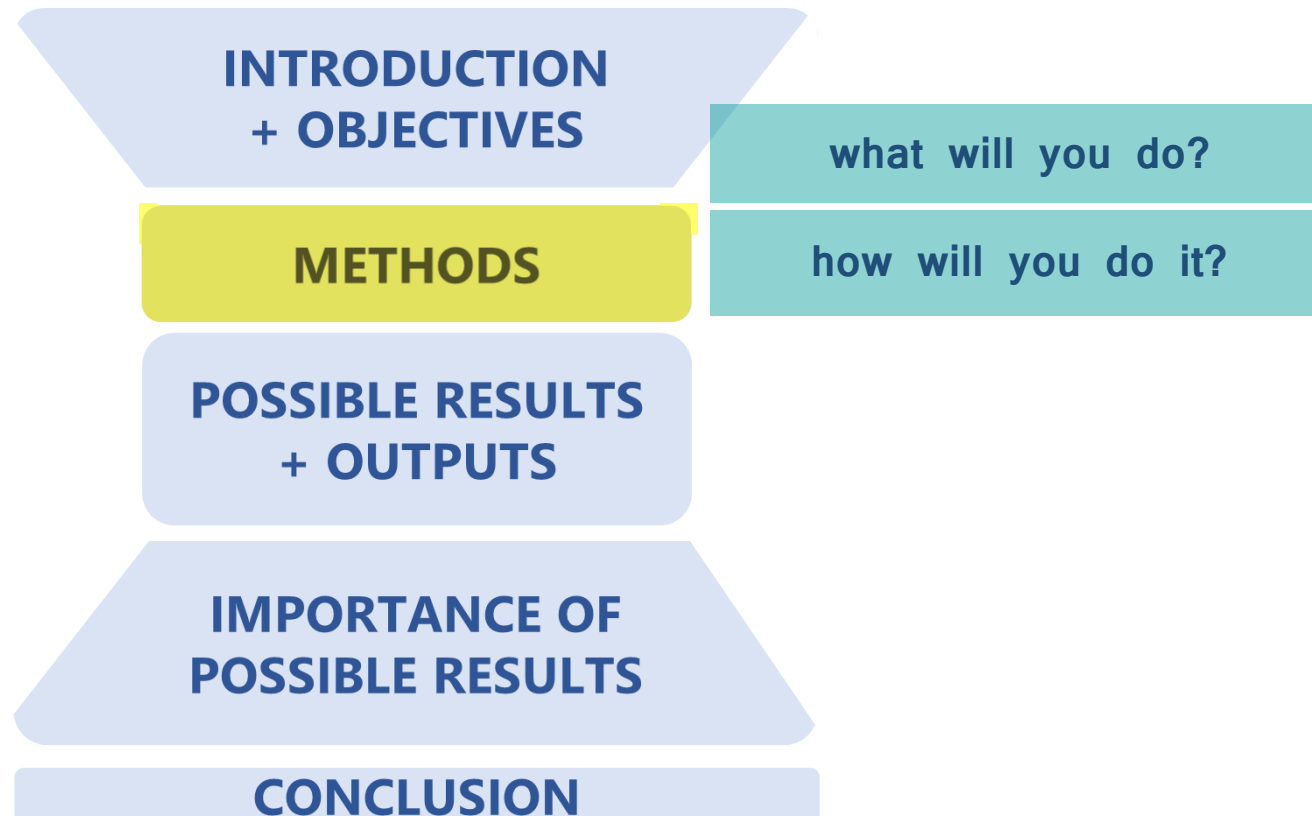 INTRODUCTION
+ OBJECTIVES
what will you do?
METHODS
how will you do it?
POSSIBLE RESULTS
+ OUTPUTS
IMPORTANCE OF
POSSIBLE RESULTS
CONCLUSION